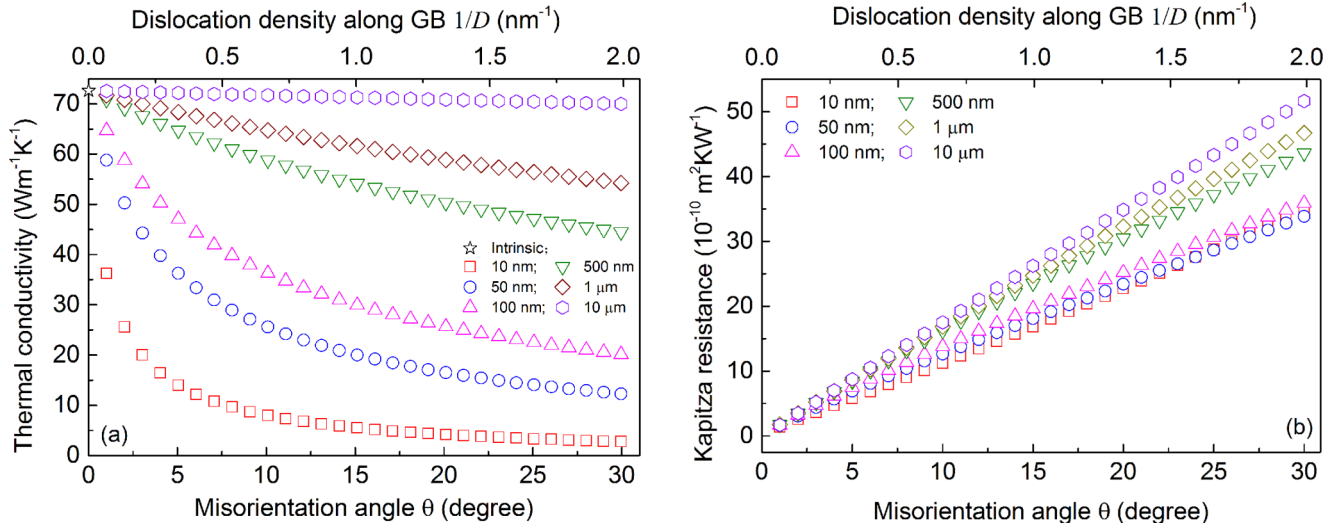 Dislocation density along GB 1/D (nm⁻¹)
0.0 0.5 1.0 1.5 2.0
Thermal conductivity (Wm⁻¹K⁻¹)
70
60
50
40
30
20
10
0
Intrinsic;
10 nm; 500 nm
50 nm; 1 μm
100 nm; 10 μm
(a)
0 5 10 15 20 25 30
Misorientation angle θ (degree)
Dislocation density along GB 1/D (nm⁻¹)
0.0 0.5 1.0 1.5 2.0
Kapitza resistance (10⁻¹⁰ m²KW⁻¹)
50
40
30
20
10
0
10 nm; 500 nm
50 nm; 1 μm
100 nm; 10 μm
(b)
0 5 10 15 20 25 30
Misorientation angle θ (degree)